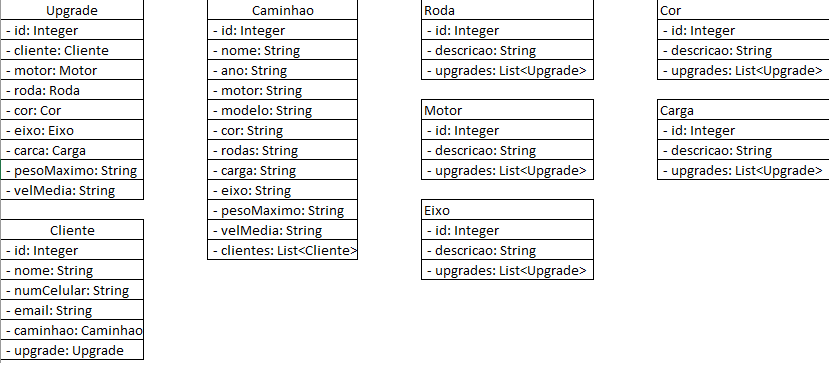 Upgrade
- id: Integer
- cliente: Cliente
- motor: Motor
- roda: Roda
- cor: Cor
- eixo: Eixo
- carca: Carga
- pesoMaximo: String
- velMedia: String
Cliente
- id: Integer
- nome: String
- numCelular: String
- email: String
- caminhao: Caminhao
- upgrade: Upgrade
Caminhao
- id: Integer
- nome: String
- ano: String
- motor: String
- modelo: String
- cor: String
- rodas: String
- carga: String
- eixo: String
- pesoMaximo: String
- velMedia: String
- clientes: List<Cliente>
Roda
- id: Integer
- descricao: String
- upgrades: List<Upgrade>
Motor
- id: Integer
- descricao: String
- upgrades: List<Upgrade>
Eixo
- id: Integer
- descricao: String
- upgrades: List<Upgrade>
Cor
- id: Integer
- descricao: String
- upgrades: List<Upgrade>
Carga
- id: Integer
- descricao: String
- upgrades: List<Upgrade>